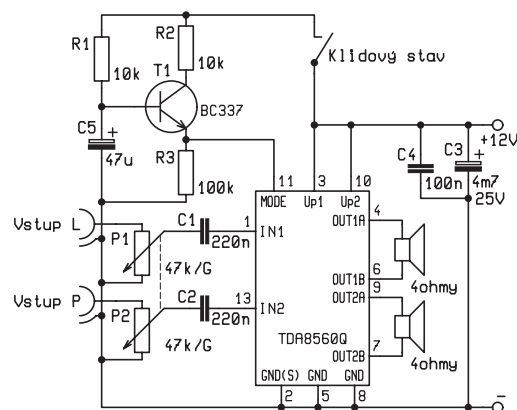 R1
R2
10k
10k
T1
BC337
Klidový stav
C5
+
47u
R3
100k
+12V
C4
100n
C3
+
4m7
25V
11
3
10
MODE
Up1
Up2
Vstup L
P1
47k/G
C1
220n
1
IN1
OUT1A
4
OUT1B
6
4ohmy
Vstup P
P2
47k/G
C2
220n
13
IN2
OUT2A
9
TDA8560Q
OUT2B
7
4ohmy
GND(S)
GND
GND
2
5
8
-